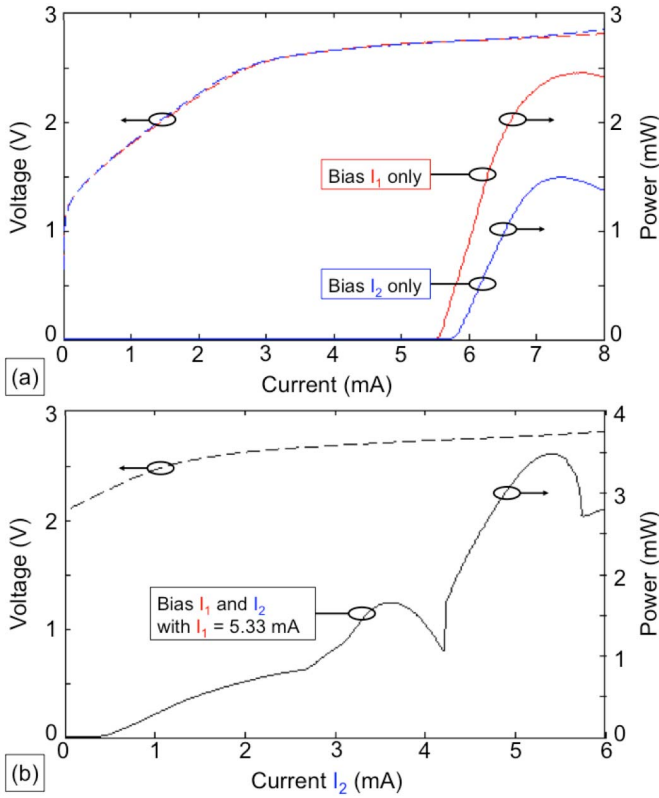 3
3
2
2
Bias I1 only
1
1
Bias I2 only
0
0
0 1 2 3 4 5 6 7 8
Voltage (V)
Power (mW)
Current (mA)
(a)
3
4
3
2
2
Bias I1 and I2
with I1 = 5.33 mA
1
1
0
0
0 1 2 3 4 5 6
Voltage (V)
Power (mW)
Current I2 (mA)
(b)